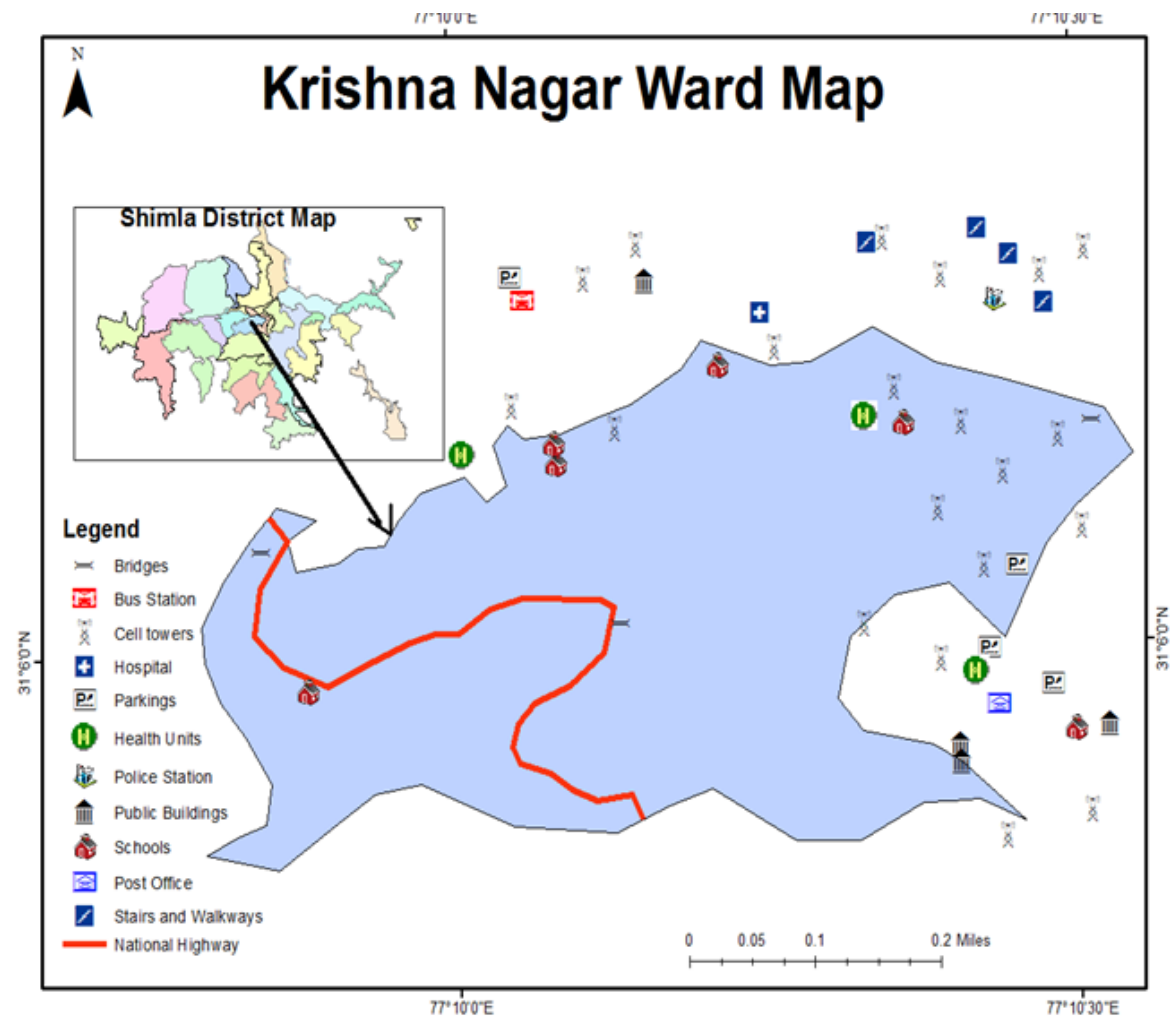 77°10'0"E 77°10'30"E
N
Krishna Nagar Ward Map
Shimla District Map
Legend
Bridges
Bus Station
Cell towers
Hospital
Parkings
Health Units
Police Station
Public Buildings
Schools
Post Office
Stairs and Walkways
National Highway
31°6'0"N
31°6'0"N
0 0.05 0.1 0.2 Miles
77°10'0"E 77°10'30"E